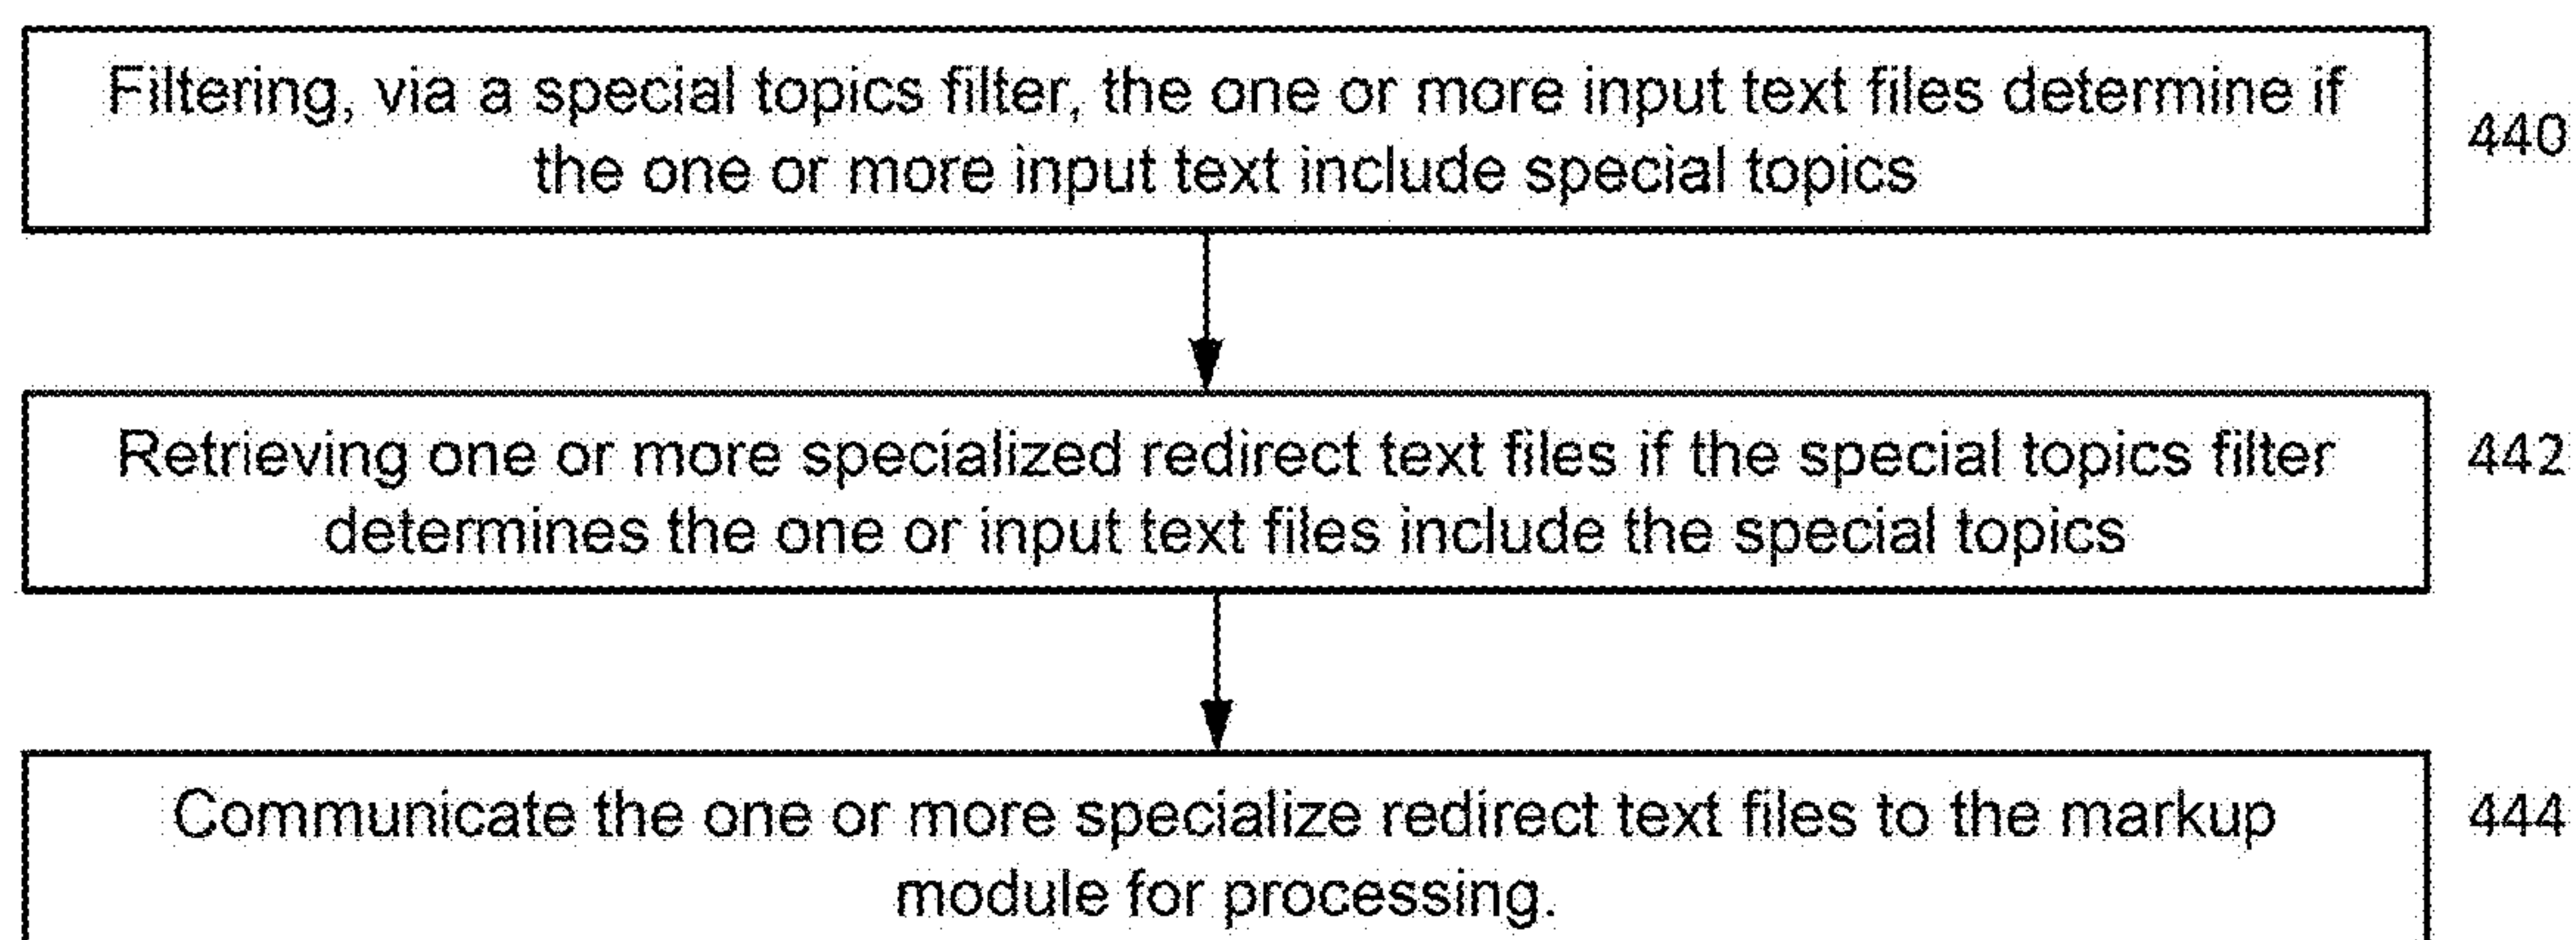 Filtering, via a special topics filter, the one or more input text files determine if
the one or more input text include special topics
440
Retrieving one or more specialized redirect text files if the special topics filter
determines the one or input text files include the special topics
442
Communicate the one or more specialize redirect text files to the markup
module for processing.
444